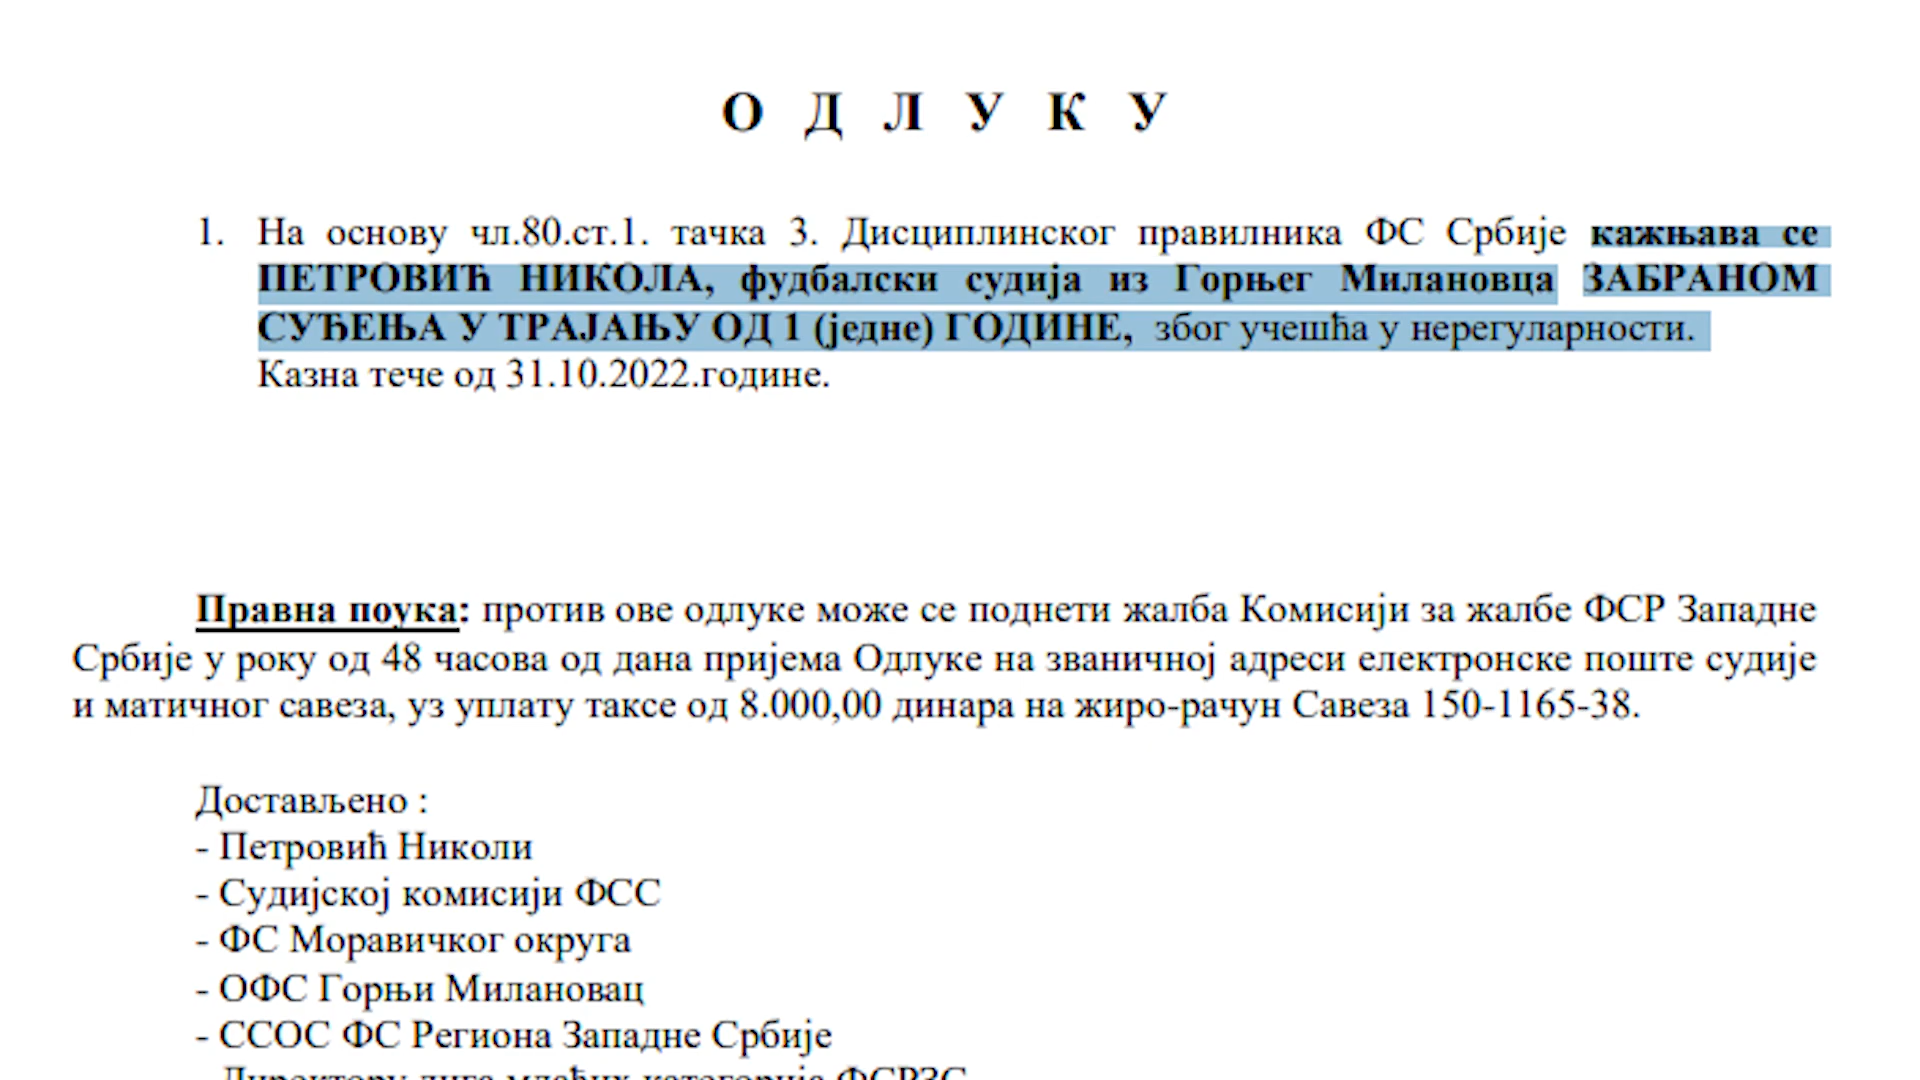 О Д Л У К У
1. На основу чл.80.ст.1. тачка 3. Дисциплинског правилника ФС Србије кажњава се
ПЕТРОВИЋ НИКОЛА, фудбалски судија из Горњег Милановца ЗАБРАНОМ
СУЂЕЊА У ТРАЈАЊУ ОД 1 (једне) ГОДИНЕ, због учешћа у нерегуларности.
Казна тече од 31.10.2022.године.
Правна поука: против ове одлуке може се поднети жалба Комисији за жалбе ФСР Западне
Србије у року од 48 часова од дана пријема Одлуке на званичној адреси електронске поште судије
и матичног савеза, уз уплату таксе од 8.000,00 динара на жиро-рачун Савеза 150-1165-38.
Достављено :
- Петровић Николи
- Судијској комисији ФСС
- ФС Моравичког округа
- ОФС Горњи Милановац
- ССОС ФС Региона Западне Србије
Директору лига млађих категорија ФСРЗС